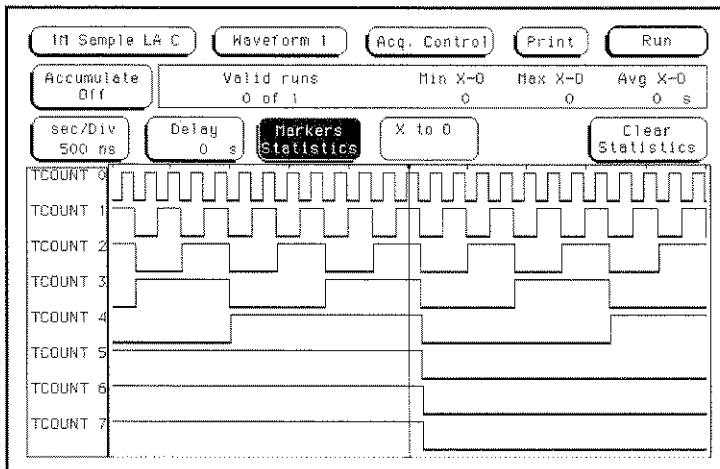 1M Sample LA C Waveform 1 Acq. Control Print Run
Accumulate Off
Valid runs Min X-O Max X-O Avg X-O
0 of 1 0 0 0 s
sec/Div 500 ns
Delay 0 s
Markers Statistics
X to O
Clear Statistics
TCOUNT 0
TCOUNT 1
TCOUNT 2
TCOUNT 3
TCOUNT 4
TCOUNT 5
TCOUNT 6
TCOUNT 7